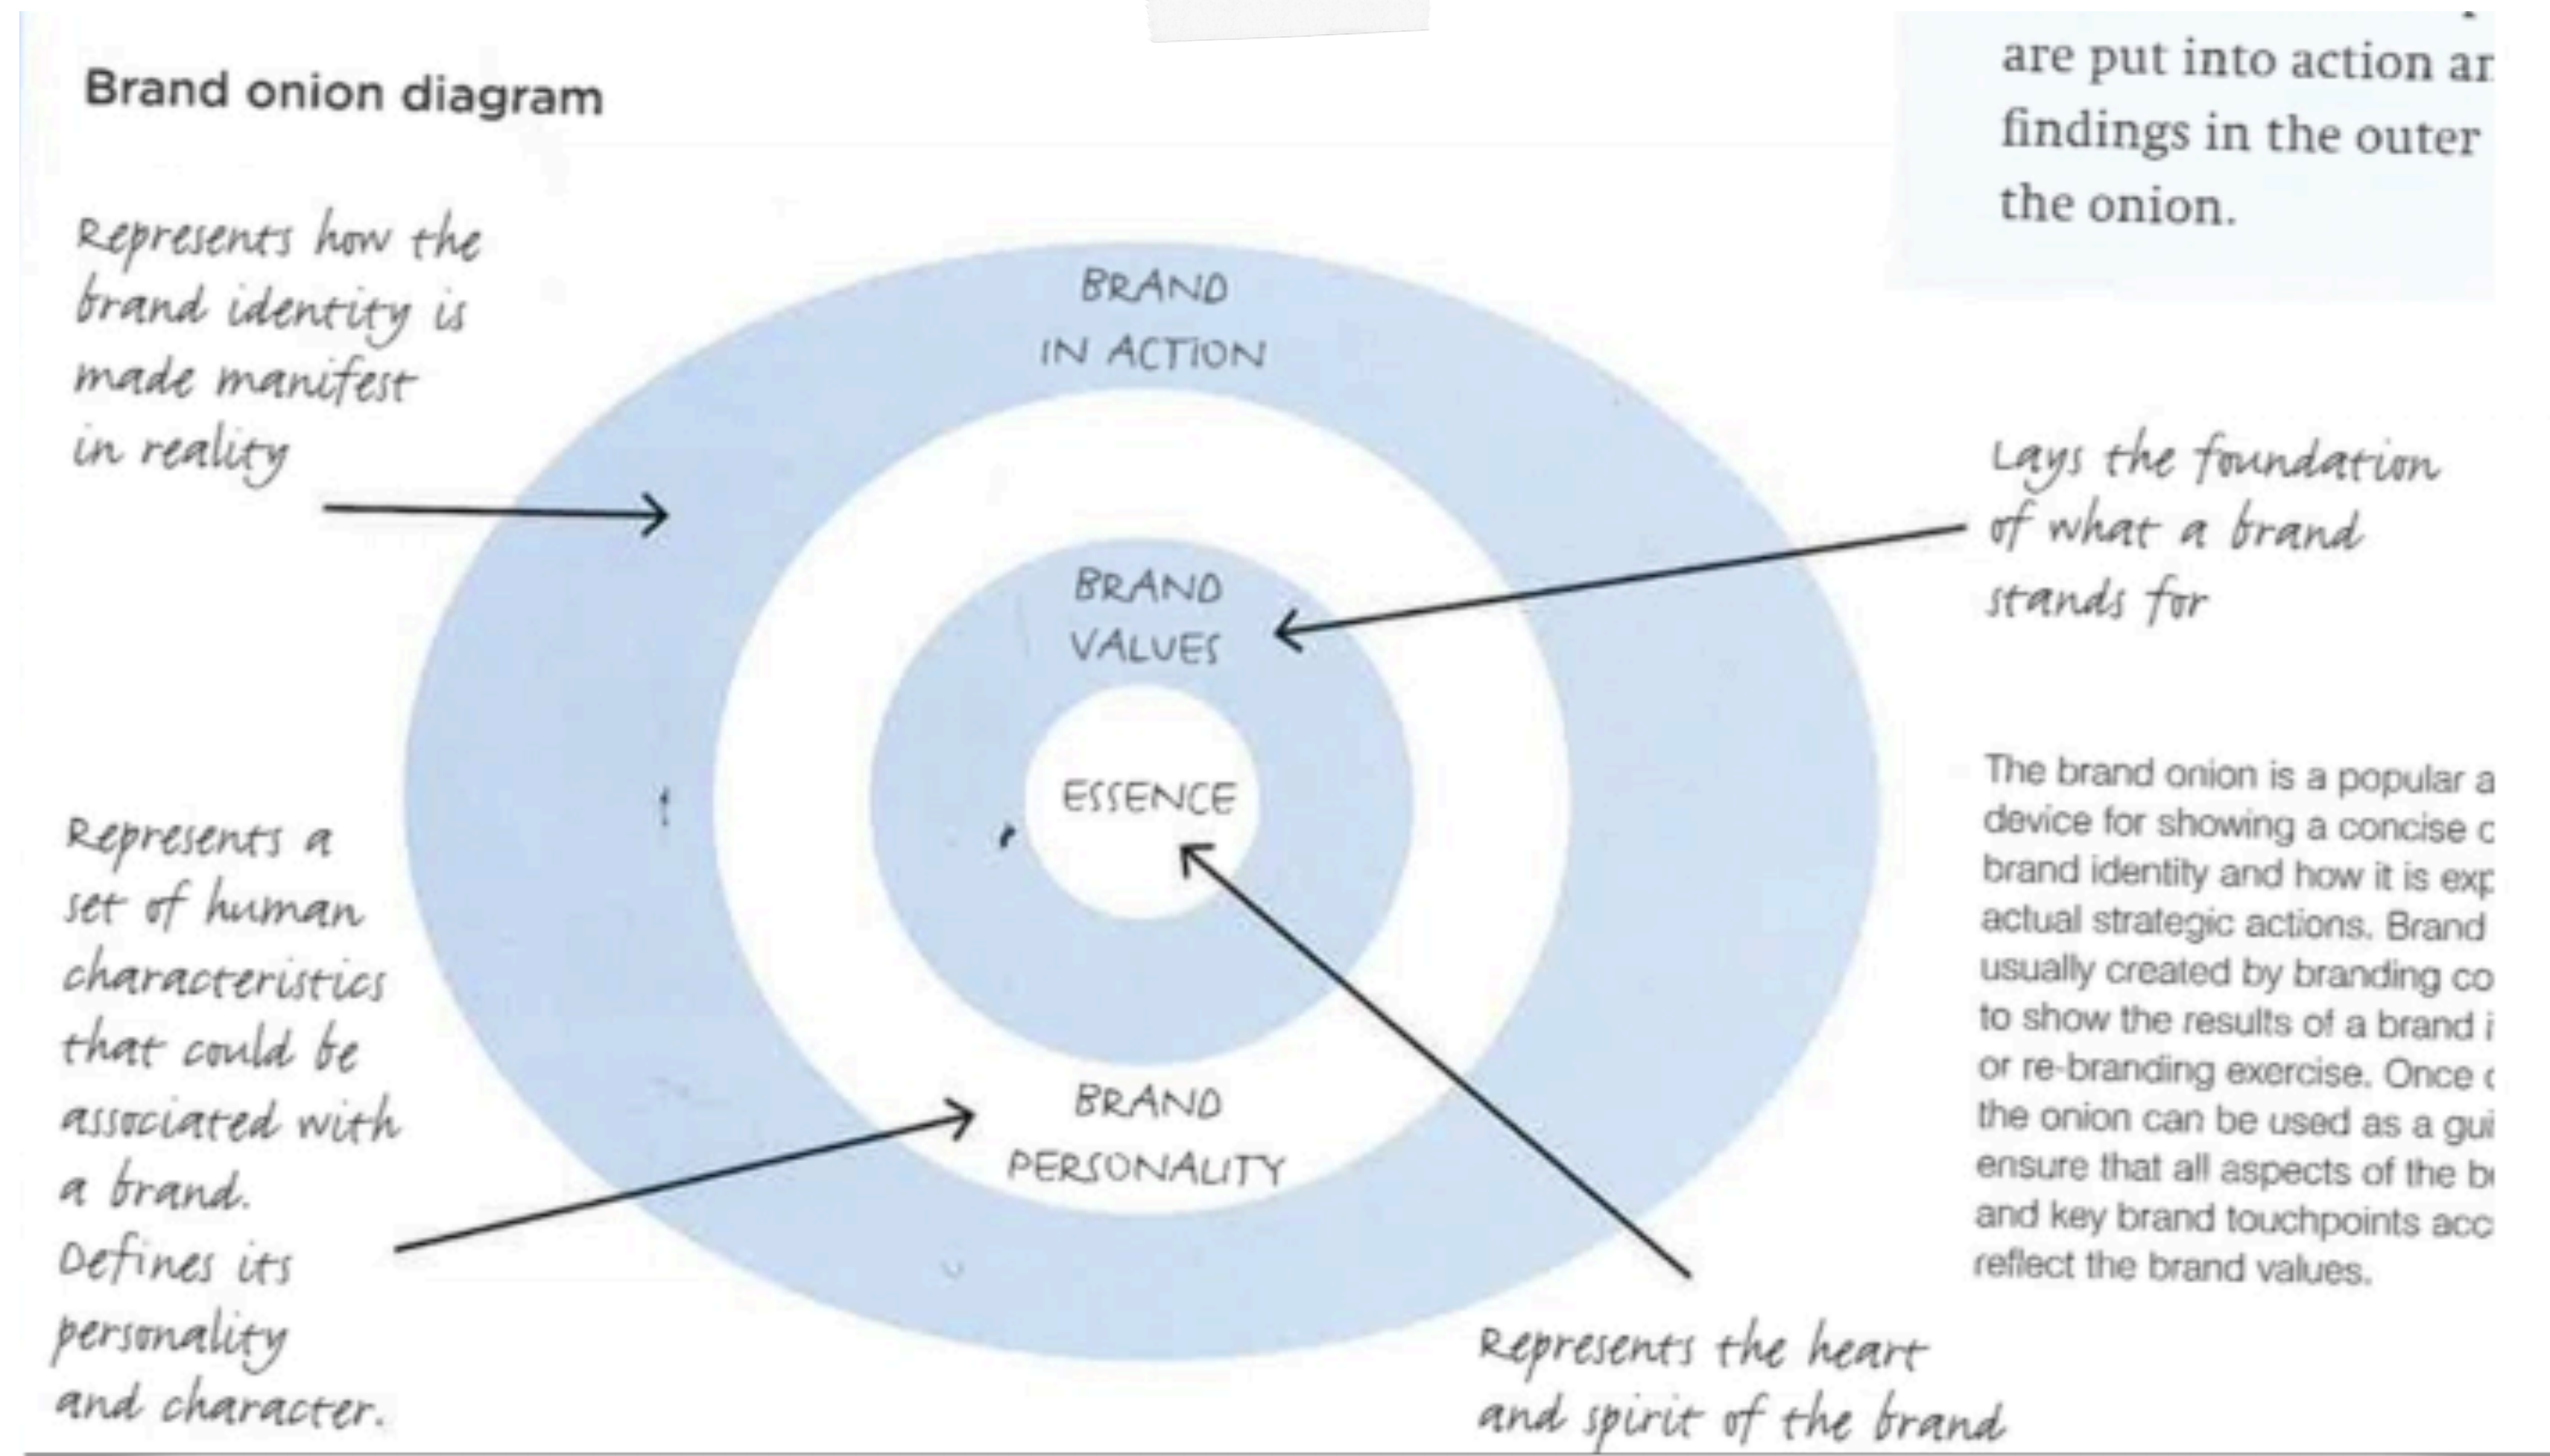 Brand onion diagram
are put into action
findings in the outer
the onion.
Represents how the
brand identity is
made manifest
in reality
BRAND
IN ACTION
Lays the foundation
of what a brand
stands for
BRAND
VALUES
ESSENCE
Represents a
set of human
characteristics
that could be
associated with
a brand.
Defines its
personality
and character.
BRAND
PERSONALITY
Represents the heart
and spirit of the brand
The brand onion is a popular a
device for showing a concise
brand identity and how it is
actual strategic actions. Brand
usually created by branding
to show the results of a brand
or re-branding exercise. Once
the onion can be used as a
ensure that all aspects of the
and key brand touchpoints
reflect the brand values.